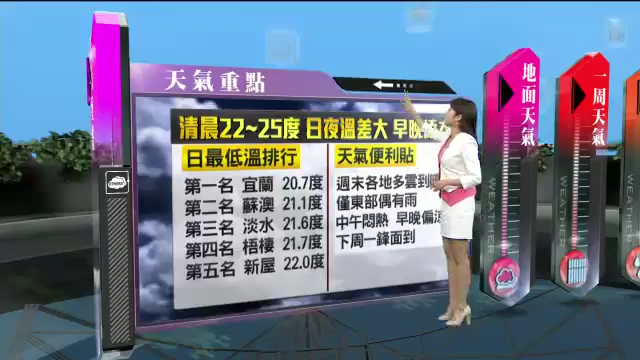 天氣重點
清晨22~25度 日夜溫差大 早晚
日最低溫排行
第一名 宜蘭 20.7度
第二名 蘇澳 21.1度
第三名 淡水 21.6度
第四名 梧棲 21.7度
第五名 新屋 22.0度
天氣便利貼
週末各地多雲到
僅東部偶有雨
中午悶熱 早晚偏
下周一鋒面到
地面天氣
WEATHER
一周天氣
WEATHER